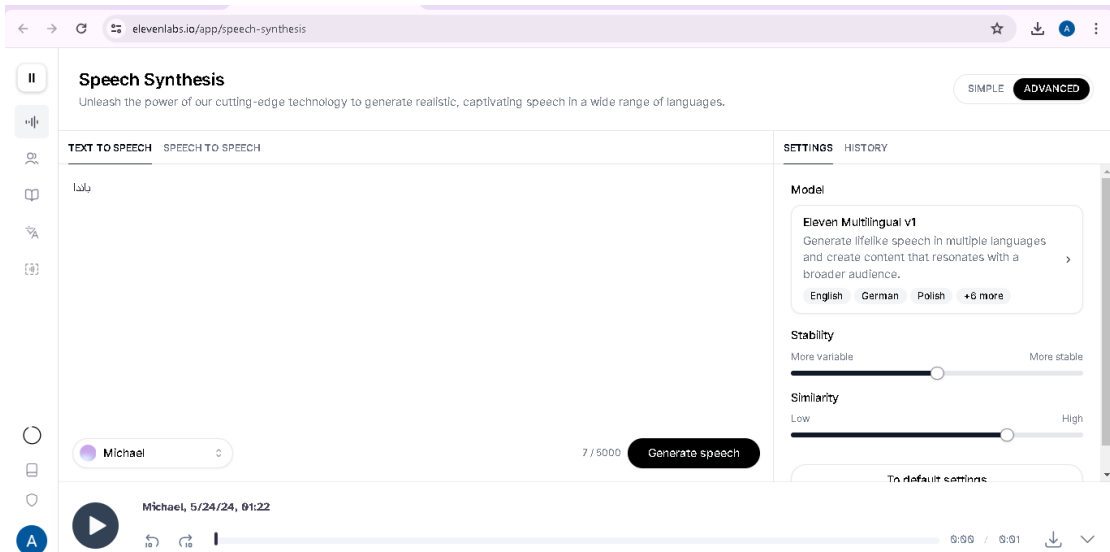 elevenlabs.io/app/speech-synthesis
A
Speech Synthesis
Unleash the power of our cutting-edge technology to generate realistic, captivating speech in a wide range of languages.
SIMPLE ADVANCED
TEXT TO SPEECH SPEECH TO SPEECH
SETTINGS HISTORY
باندا
Model
Eleven Multilingual v1
Generate lifelike speech in multiple languages
and create content that resonates with a
broader audience.
English German Polish +6 more
Stability
More variable More stable
Similarity
Low High
To default settings
Michael
7 / 5000 Generate speech
Michael, 5/24/24, 01:22
10 10
0:00 / 0:01
A